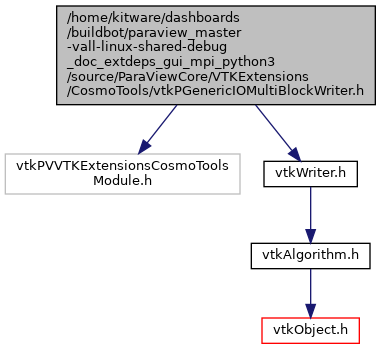 /home/kitware/dashboards
/buildbot/paraview_master
-vall-linux-shared-debug
_doc_extdeps_gui_mpi_python3
/source/ParaViewCore/VTKExtensions
/CosmoTools/vtkPGenericIOMultiBlockWriter.h
vtkPVVTKExtensionsCosmoTools
Module.h
vtkWriter.h
vtkAlgorithm.h
vtkObject.h